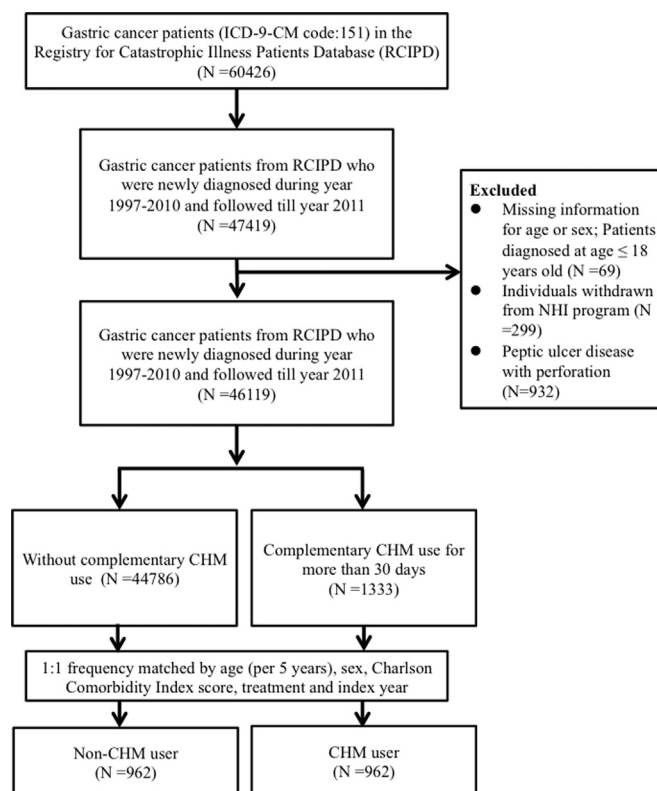 Gastric cancer patients (ICD-9-CM code:151) in the
Registry for Catastrophic Illness Patients Database (RCIPD)
(N =60426)
Gastric cancer patients from RCIPD who
were newly diagnosed during year
1997-2010 and followed till year 2011
(N =47419)
Excluded
● Missing information
for age or sex; Patients
diagnosed at age ≤ 18
years old (N =69)
● Individuals withdrawn
from NHI program (N
=299)
● Peptic ulcer disease
with perforation
(N=932)
Gastric cancer patients from RCIPD who
were newly diagnosed during year
1997-2010 and followed till year 2011
(N =46119)
Without complementary CHM
use (N =44786)
Complementary CHM use for
more than 30 days
(N =1333)
1:1 frequency matched by age (per 5 years), sex, Charlson
Comorbidity Index score, treatment and index year
Non-CHM user
(N =962)
CHM user
(N =962)